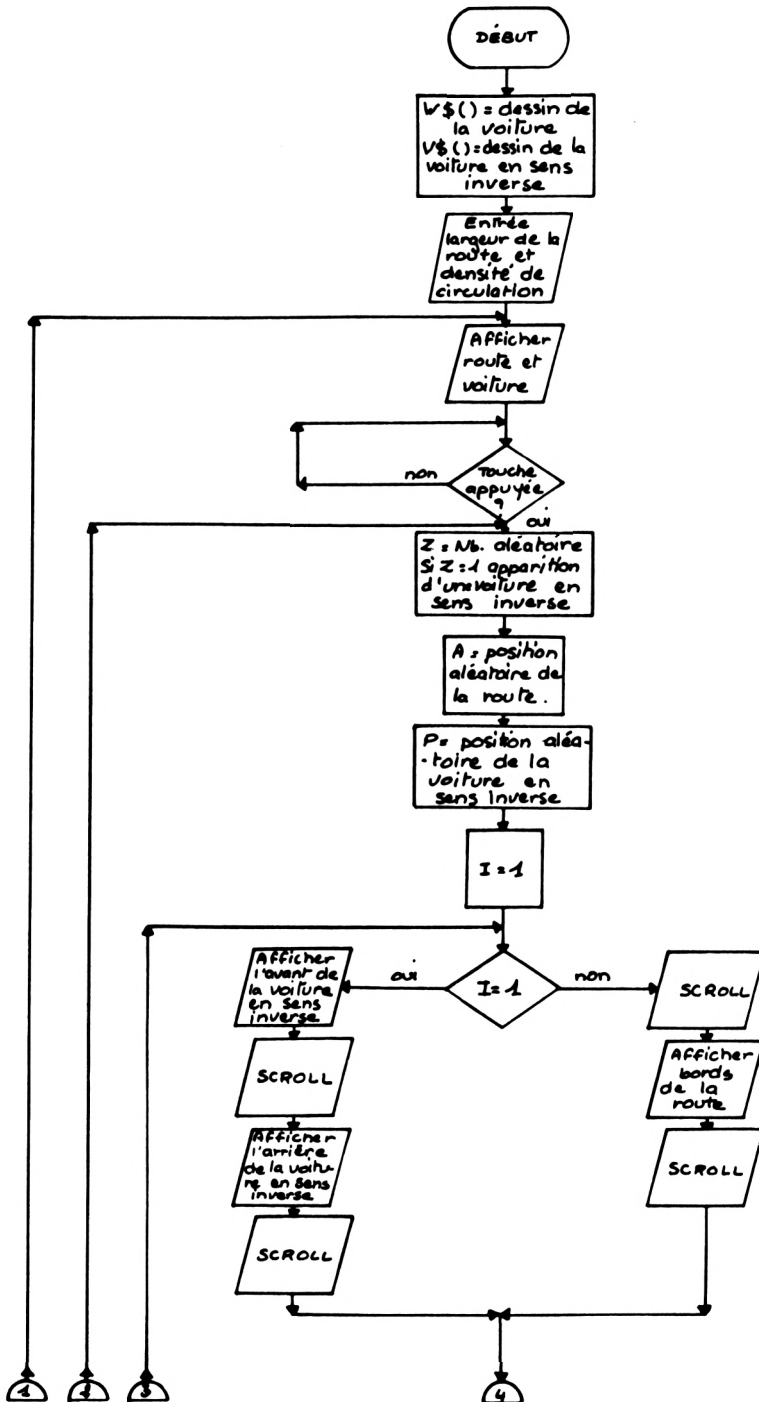 DÉBUT
W$() = dessin de
la voiture
V$() = dessin de la
voiture en sens
inverse
Entrée
largeur de la
route et
densité de
circulation
Afficher
route et
voiture
non
Touche
appuyée
?
oui
Z = Nb. aléatoire
Si Z = 1 apparition
d'une voiture en
sens inverse
A = position
aléatoire de
la route.
P = position aléa-
-toire de la
voiture en
sens inverse
I = 1
oui
I = 1
non
Afficher
l'avant de
la voiture
en sens
inverse
SCROLL
SCROLL
Afficher
bords
de la
route
Afficher
l'arrière
de la voitu-
re en sens
inverse
SCROLL
SCROLL
1
2
3
4